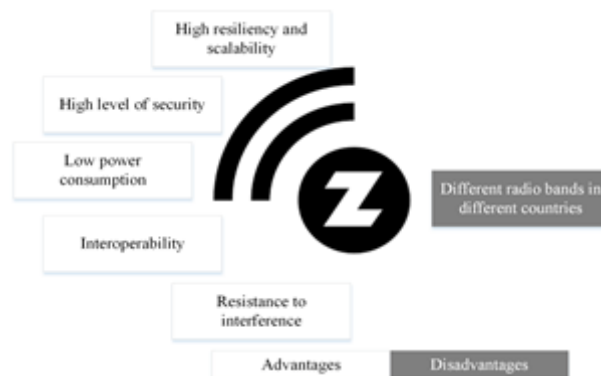 High resiliency and
scalability
High level of security
Low power
consumption
Interoperability
Resistance to
interference
Z
Different radio bands in
different countries
Advantages
Disadvantages